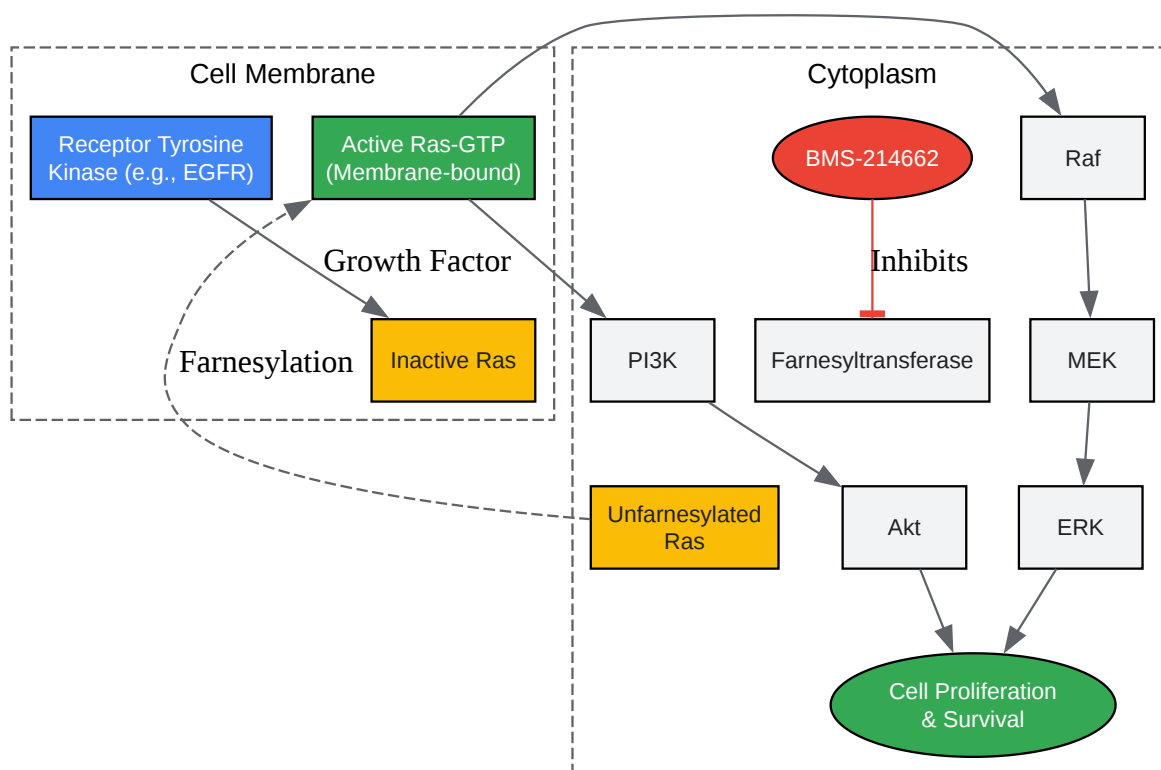 Cell Membrane
Cytoplasm
Receptor Tyrosine
Kinase (e.g., EGFR)
Active Ras-GTP
(Membrane-bound)
BMS-214662
Raf
Growth Factor
Inhibits
Farnesylation
Inactive Ras
PI3K
Farnesyltransferase
MEK
Unfarnesylated
Ras
Akt
ERK
Cell Proliferation
& Survival